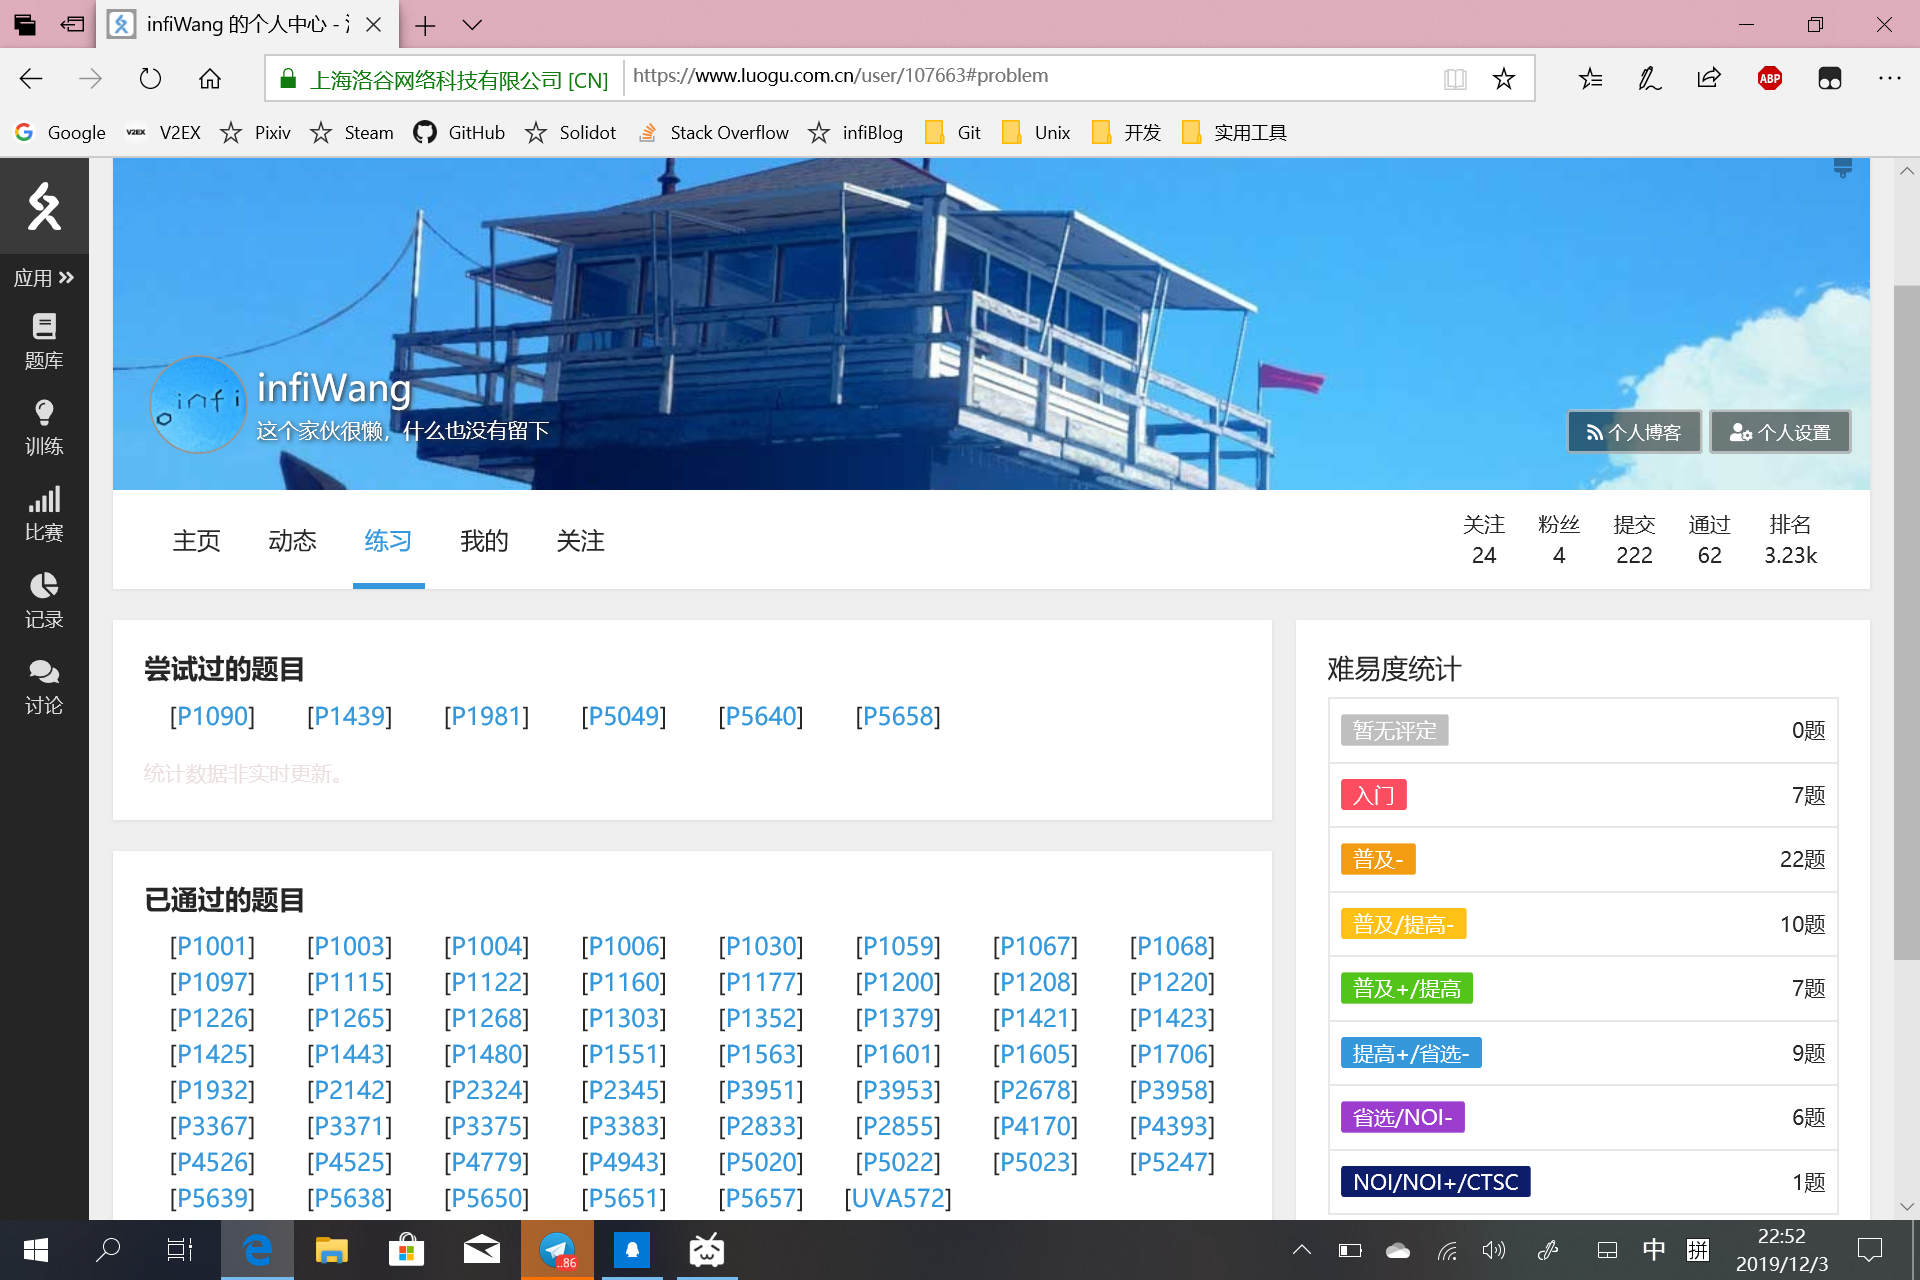 infiWang 的个人中心 -
上海洛谷网络科技有限公司 [CN]
https://www.luogu.com.cn/user/107663#problem
ABP
Google
V2EX
V2EX
Pixiv
Steam
GitHub
Solidot
Stack Overflow
infiBlog
Git
Unix
开发
实用工具
应用
题库
训练
比赛
记录
讨论
infi
infiWang
这个家伙很懒，什么也没有留下
个人博客
个人设置
主页
动态
练习
我的
关注
关注
24
粉丝
4
提交
222
通过
62
排名
3.23k
尝试过的题目
[P1090] [P1439] [P1981] [P5049] [P5640] [P5658]
统计数据非实时更新。
已通过的题目
[P1001] [P1003] [P1004] [P1006] [P1030] [P1059] [P1067] [P1068]
[P1097] [P1115] [P1122] [P1160] [P1177] [P1200] [P1208] [P1220]
[P1226] [P1265] [P1268] [P1303] [P1352] [P1379] [P1421] [P1423]
[P1425] [P1443] [P1480] [P1551] [P1563] [P1601] [P1605] [P1706]
[P1932] [P2142] [P2324] [P2345] [P3951] [P3953] [P2678] [P3958]
[P3367] [P3371] [P3375] [P3383] [P2833] [P2855] [P4170] [P4393]
[P4526] [P4525] [P4779] [P4943] [P5020] [P5022] [P5023] [P5247]
[P5639] [P5638] [P5650] [P5651] [P5657] [UVA572]
难易度统计
暂无评定 0题
入门 7题
普及- 22题
普及/提高- 10题
普及+/提高 7题
提高+/省选- 9题
省选/NOI- 6题
NOI/NOI+/CTSC 1题
..86
中
拼
22:52
2019/12/3